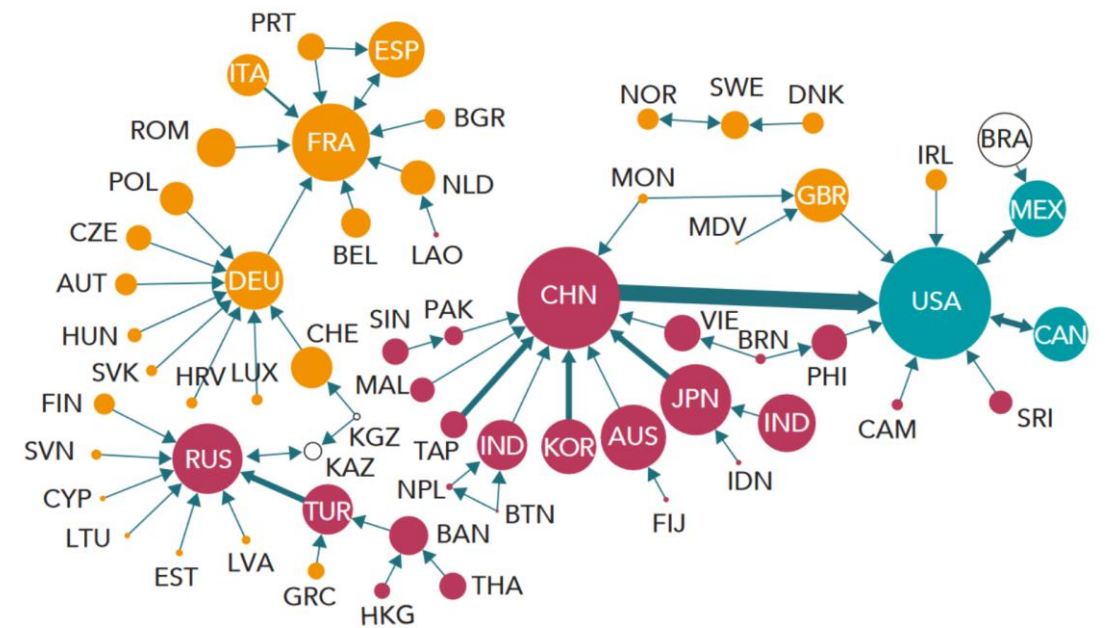 PRT
ESP
ITA
BGR
ROM
FRA
NLD
POL
BEL
LAO
CZE
AUT
DEU
HUN
SVK
HRV
LUX
CHE
FIN
SVN
RUS
KGZ
KAZ
CYP
LTU
EST
LVA
TUR
GRC
BAN
HKG
THA
NOR
SWE
DNK
MON
MDV
GBR
IRL
BRA
MEX
CHN
USA
CAN
SIN
PAK
VIE
BRN
PHI
MAL
TAP
IND
KOR
AUS
JPN
IND
CAM
SRI
NPL
BTN
FIJ
IDN